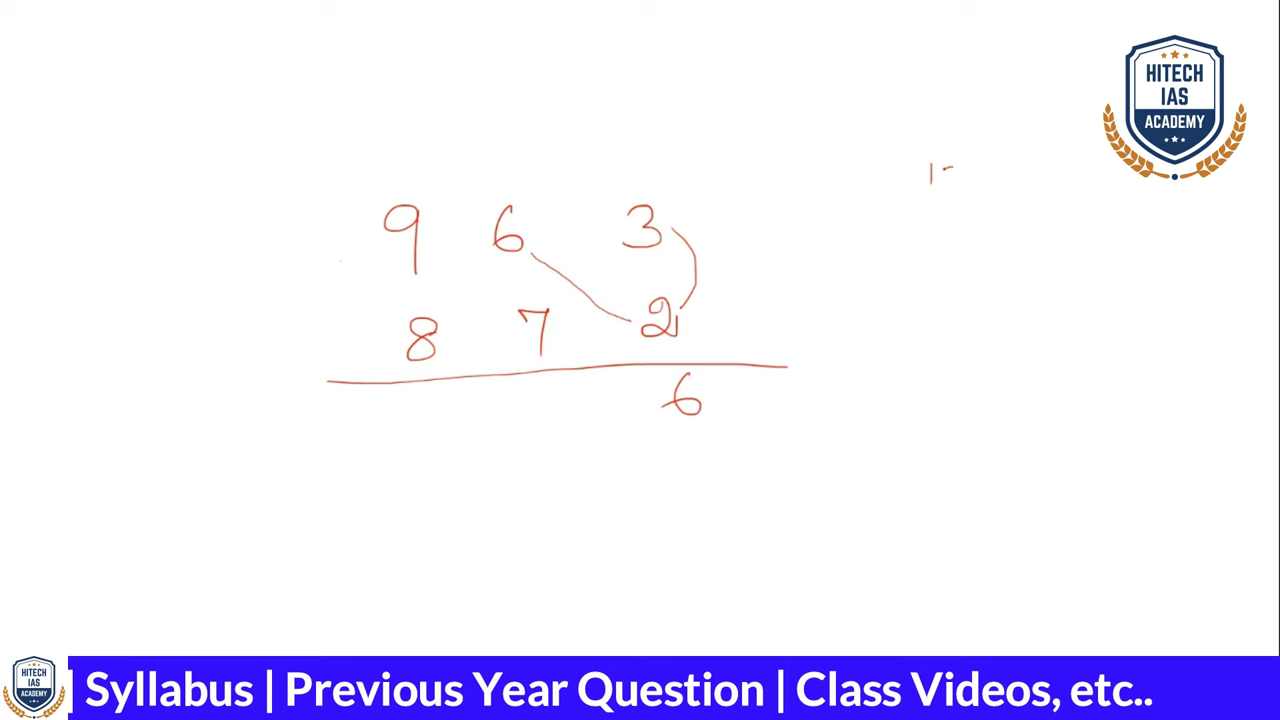 HITECH
IAS
ACADEMY
9 6 3
8 7 2
6
HITECH
IAS
ACADEMY
| Syllabus | Previous Year Question | Class Videos, etc..